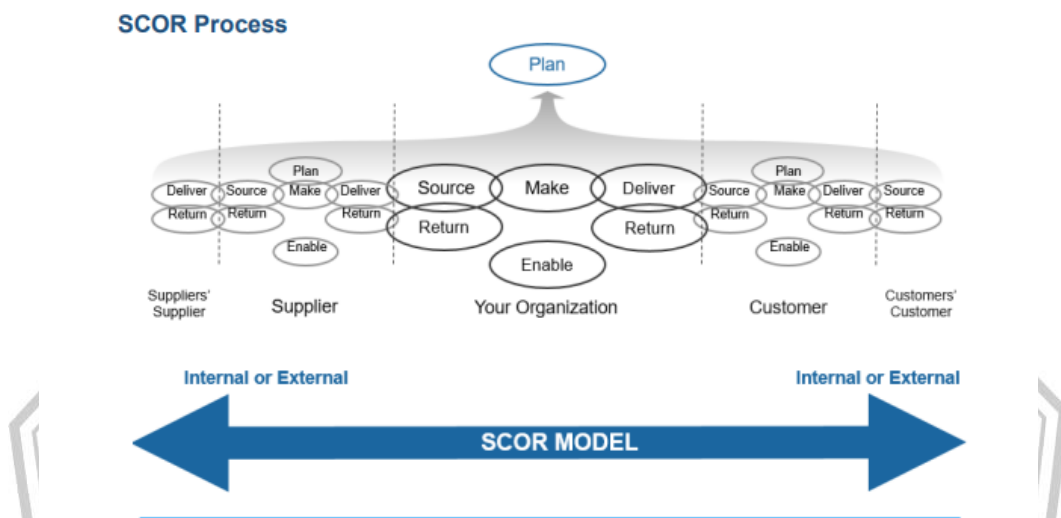 SCOR Process
Plan
Plan
Plan
Deliver Source Make Deliver Source Make Deliver Source Make Deliver Source
Return Return Return Return Return Return Return Return
Enable Enable Enable
Suppliers' Supplier Your Organization Customer Customers'
Supplier Customer
Internal or External Internal or External
SCOR MODEL